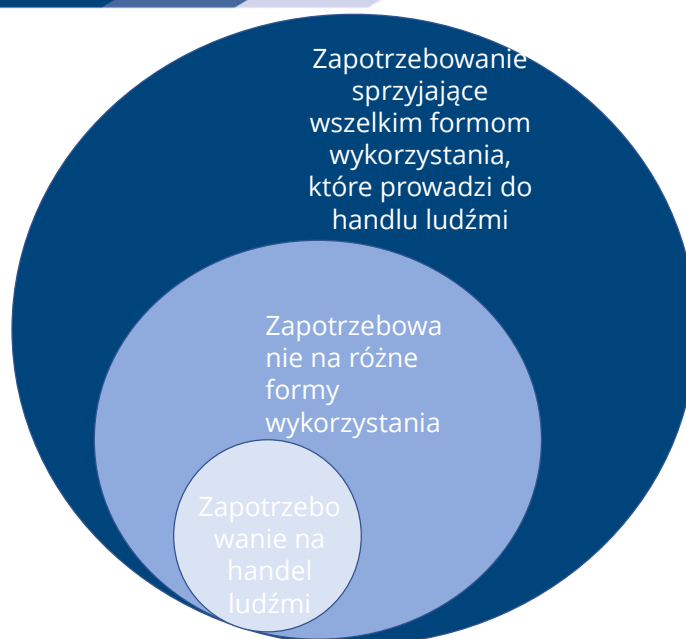 Zapotrzebowanie
sprzyjające
wszelkim formom
wykorzystania,
które prowadzi do
handlu ludźmi
Zapotrzebowa
nie na różne
formy
wykorzystania
Zapotrzebo
wanie na
handel
ludźmi